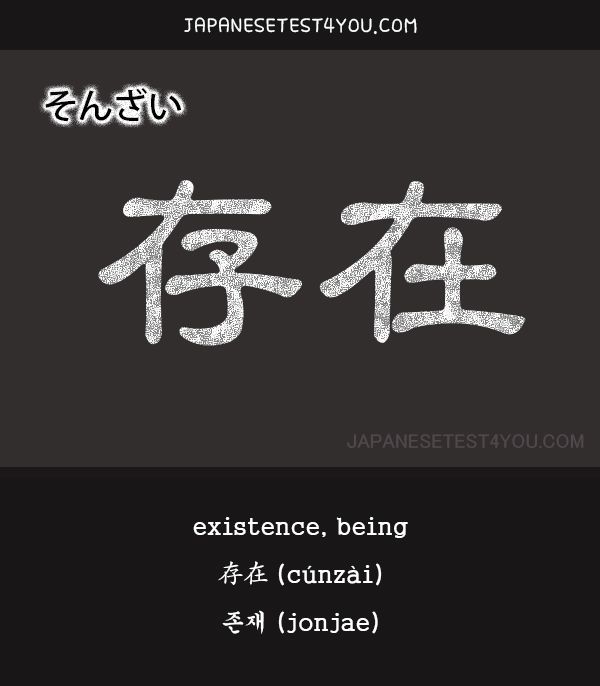 JAPANESETEST4YOU.COM
そんざい
存在
JAPANESETEST4YOU.COM
existence, being
存在 (cúnzài)
존재 (jonjae)